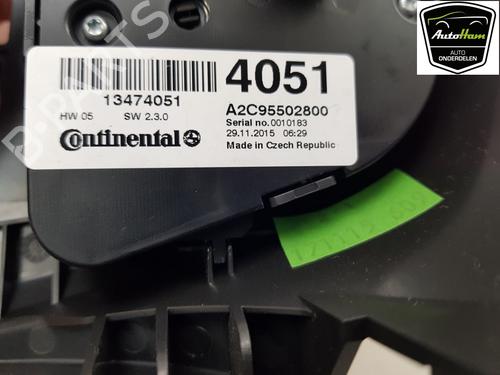 AutoHam
AUTO
ONDERDELEN
4051
13474051
A2C95502800
HW 05 SW 2.3.0
Serial no.0010183
29.11.2015 06:29
Continental
Made in Czech Republic
B-PARTS